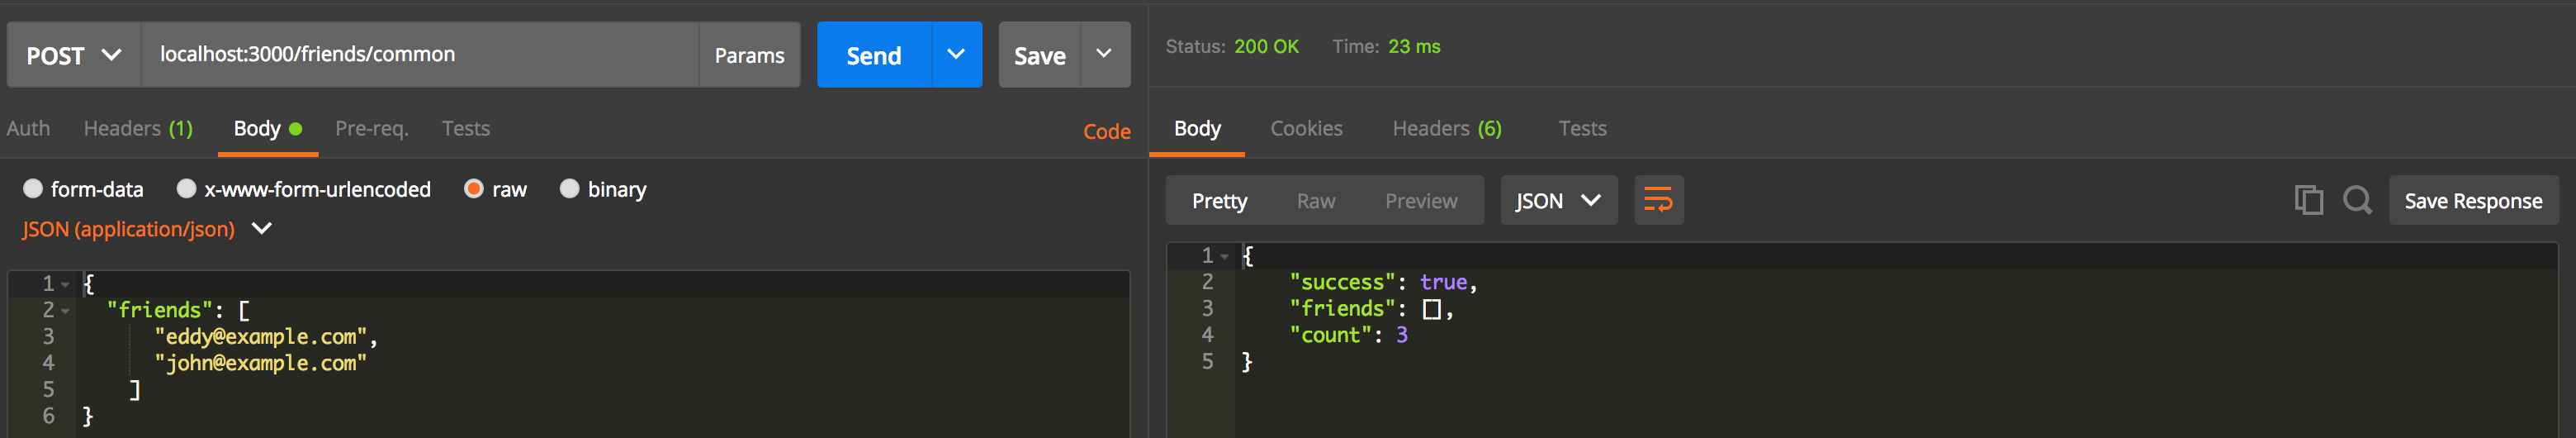 POST localhost:3000/friends/common Params Send Save
Auth Headers (1) Body Pre-req. Tests Code
form-data x-www-form-urlencoded raw binary
JSON (application/json)
1 {
2 "friends": [
3 "eddy@example.com",
4 "john@example.com"
5 ]
6 }
Status: 200 OK Time: 23 ms
Body Cookies Headers (6) Tests
Pretty Raw Preview JSON Save Response
1 {
2 "success": true,
3 "friends": [],
4 "count": 3
5 }